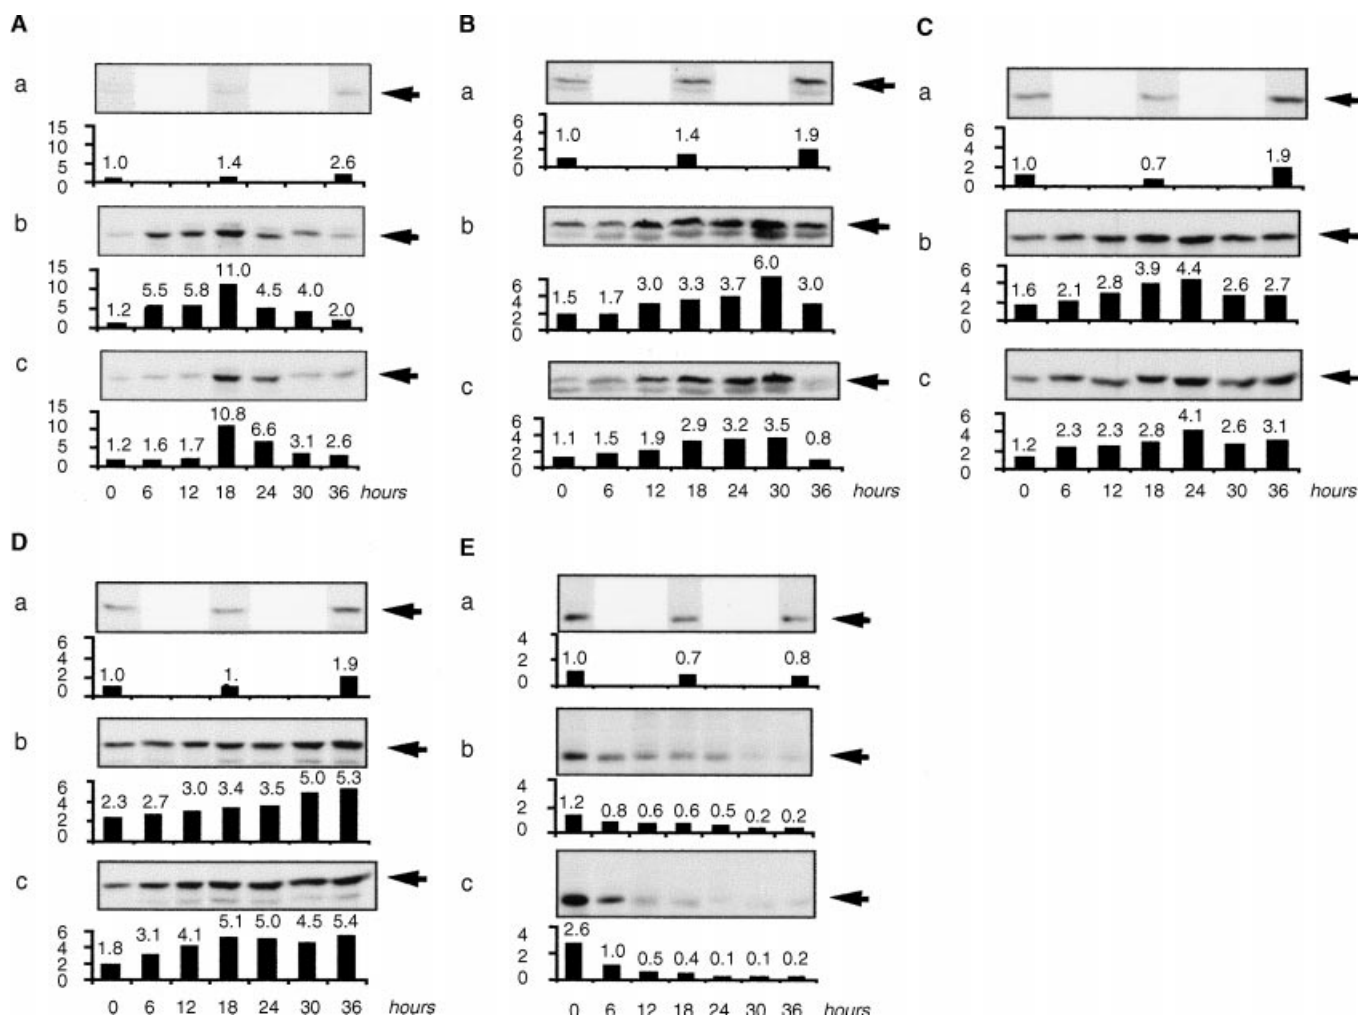 A
a
15
10
5
0
1.0 1.4 2.6
b
15
10
5
0
1.2 5.5 5.8 11.0 4.5 4.0 2.0
c
15
10
5
0
1.2 1.6 1.7 10.8 6.6 3.1 2.6
0 6 12 18 24 30 36 hours
B
a
6
4
2
0
1.0 1.4 1.9
b
6
4
2
0
1.5 1.7 3.0 3.3 3.7 6.0 3.0
c
6
4
2
0
1.1 1.5 1.9 2.9 3.2 3.5 0.8
0 6 12 18 24 30 36 hours
C
a
6
4
2
0
1.0 0.7 1.9
b
6
4
2
0
1.6 2.1 2.8 3.9 4.4 2.6 2.7
c
6
4
2
0
1.2 2.3 2.3 2.8 4.1 2.6 3.1
0 6 12 18 24 30 36 hours
D
a
6
4
2
0
1.0 1. 1.9
b
6
4
2
0
2.3 2.7 3.0 3.4 3.5 5.0 5.3
c
6
4
2
0
1.8 3.1 4.1 5.1 5.0 4.5 5.4
0 6 12 18 24 30 36 hours
E
a
4
2
0
1.0 0.7 0.8
b
4
2
0
1.2 0.8 0.6 0.6 0.5 0.2 0.2
c
4
2
0
2.6 1.0 0.5 0.4 0.1 0.1 0.2
0 6 12 18 24 30 36 hours